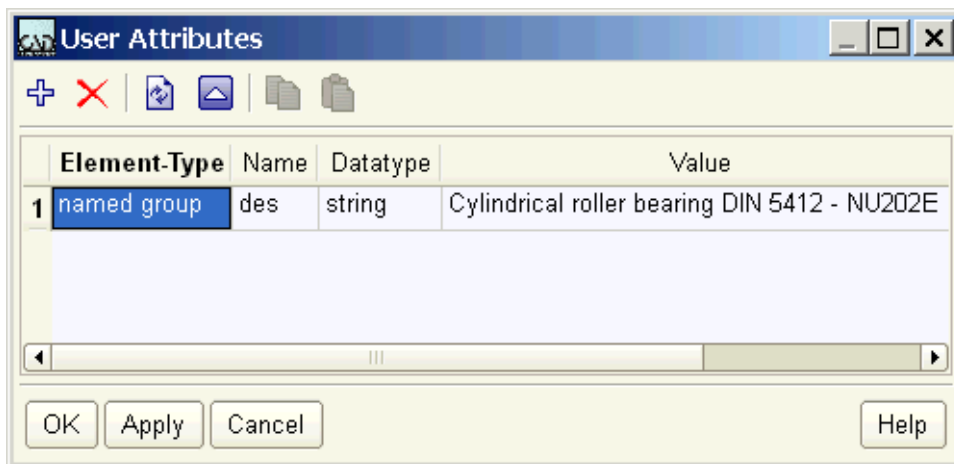 CAD User Attributes
Element-Type Name Datatype Value
1 named group des string Cylindrical roller bearing DIN 5412 - NU202E
OK Apply Cancel Help